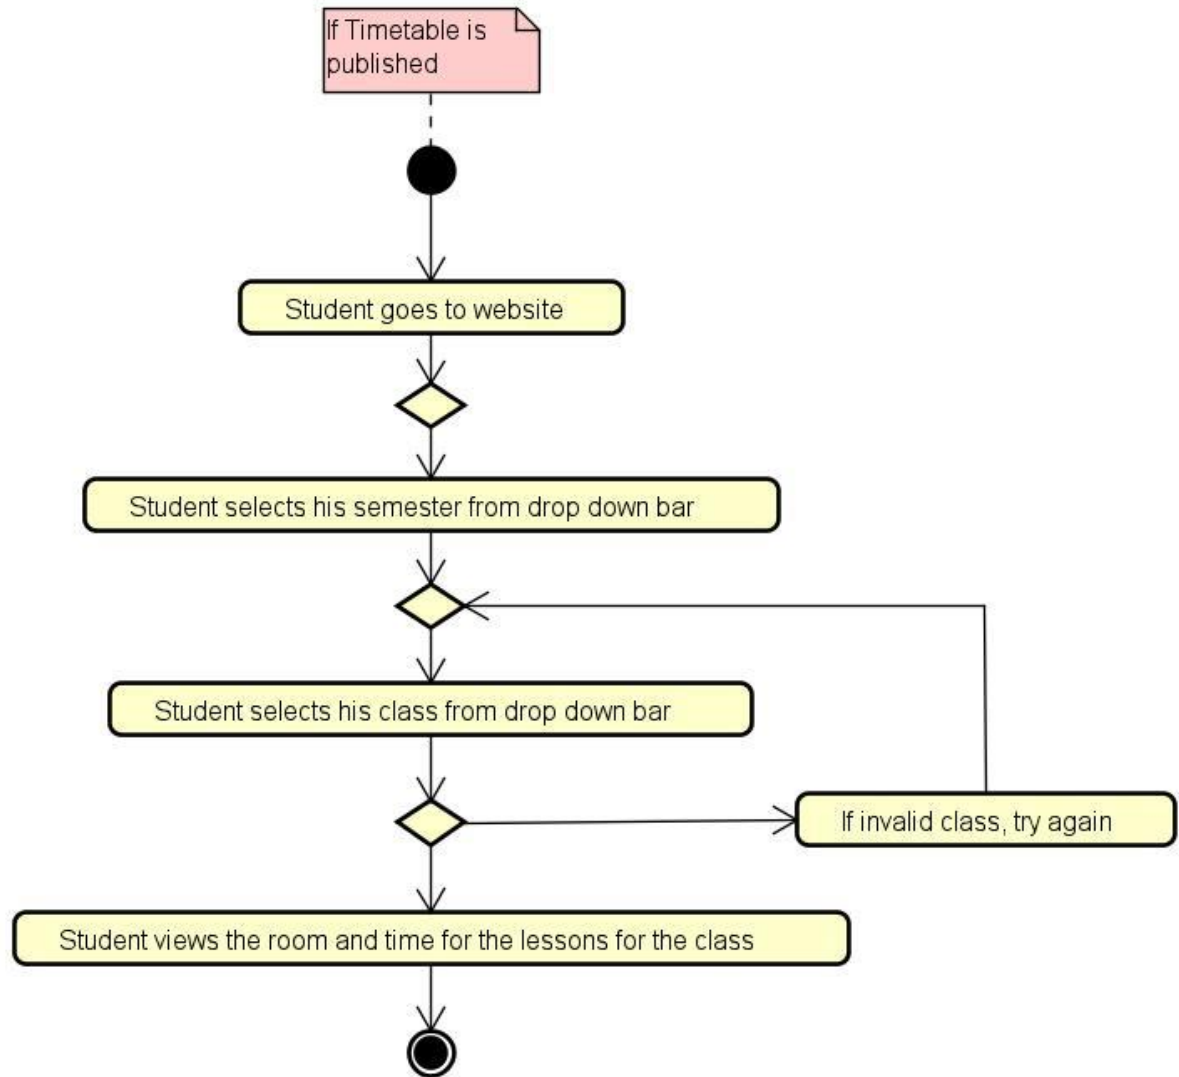 If Timetable is
published
Student goes to website
Student selects his semester from drop down bar
Student selects his class from drop down bar
If invalid class, try again
Student views the room and time for the lessons for the class